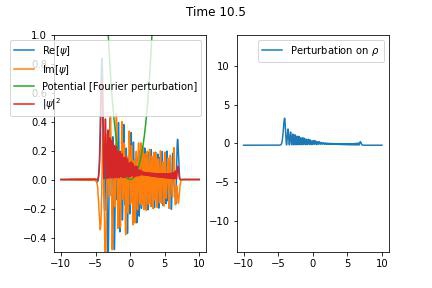 Time 10.5
Re[ψ]
Im[ψ]
Potential [Fourier perturbation]
|ψ|²
1.0
0.8
0.6
0.4
0.2
0.0
−0.2
−0.4
−10 −5 0 5 10
Perturbation on ρ
10
5
0
−5
−10
−10 −5 0 5 10